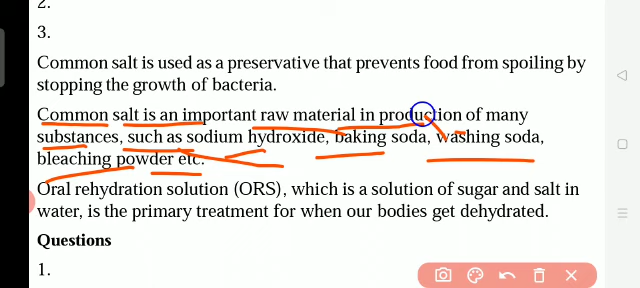 2.
3.
Common salt is used as a preservative that prevents food from spoiling by
stopping the growth of bacteria.
Common salt is an important raw material in production of many
substances, such as sodium hydroxide, baking soda, washing soda,
bleaching powder etc.
Oral rehydration solution (ORS), which is a solution of sugar and salt in
water, is the primary treatment for when our bodies get dehydrated.
Questions
1.